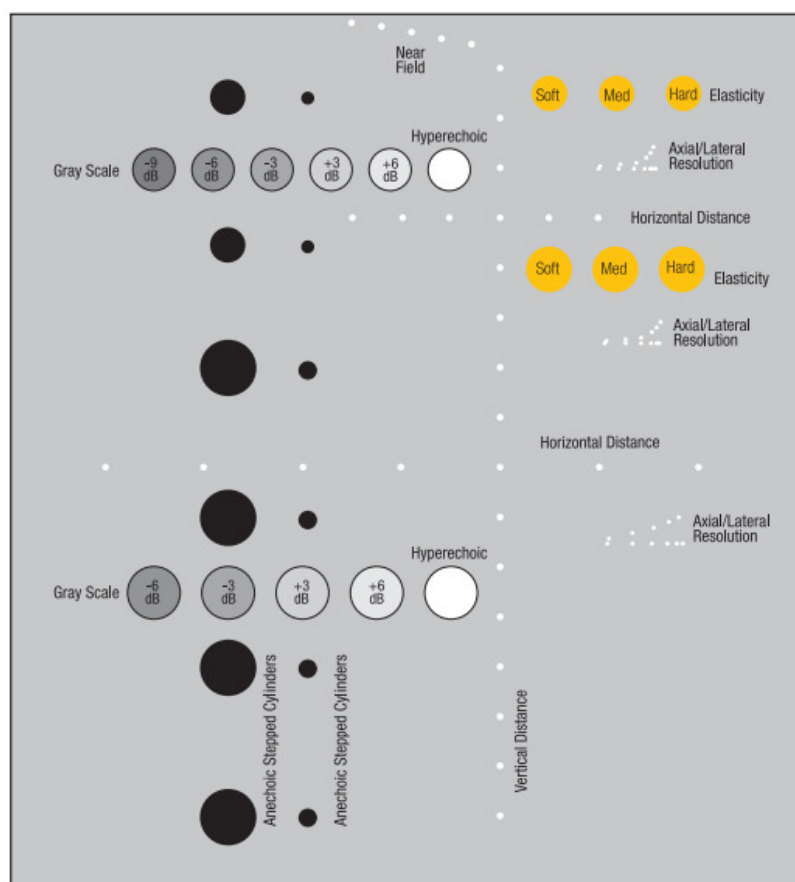 Near
Field
Soft
Med
Hard
Elasticity
Hyperechoic
Axial/Lateral
Resolution
Gray Scale
-9
dB
-6
dB
-3
dB
+3
dB
+6
dB
Horizontal Distance
Soft
Med
Hard
Elasticity
Axial/Lateral
Resolution
Horizontal Distance
Axial/Lateral
Resolution
Hyperechoic
Gray Scale
-6
dB
-3
dB
+3
dB
+6
dB
Anechoic Stepped Cylinders
Anechoic Stepped Cylinders
Vertical Distance